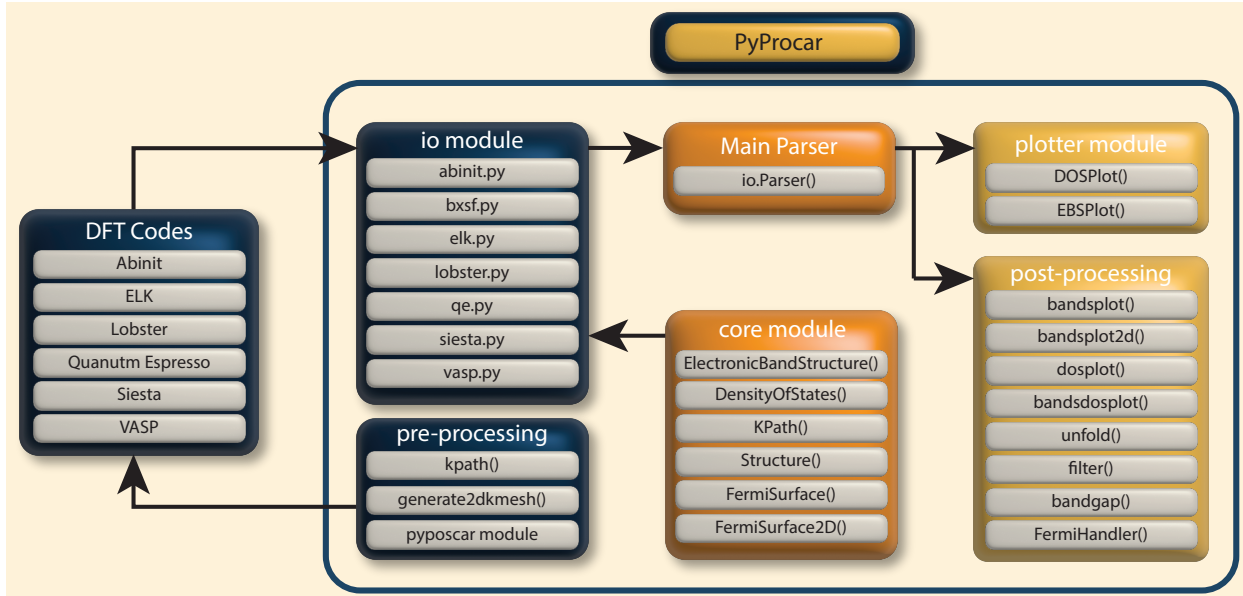 PyProcar
DFT Codes
Abinit
ELK
Lobster
Quanutm Espresso
Siesta
VASP
io module
abinit.py
bxsf.py
elk.py
lobster.py
qe.py
siesta.py
vasp.py
pre-processing
kpath()
generate2dkmesh()
pyposcar module
Main Parser
io.Parser()
core module
ElectronicBandStructure()
DensityOfStates()
KPath()
Structure()
FermiSurface()
FermiSurface2D()
plotter module
DOSPlot()
EBSPlot()
post-processing
bandsplot()
bandsplot2d()
dosplot()
bandsdosplot()
unfold()
filter()
bandgap()
FermiHandler()